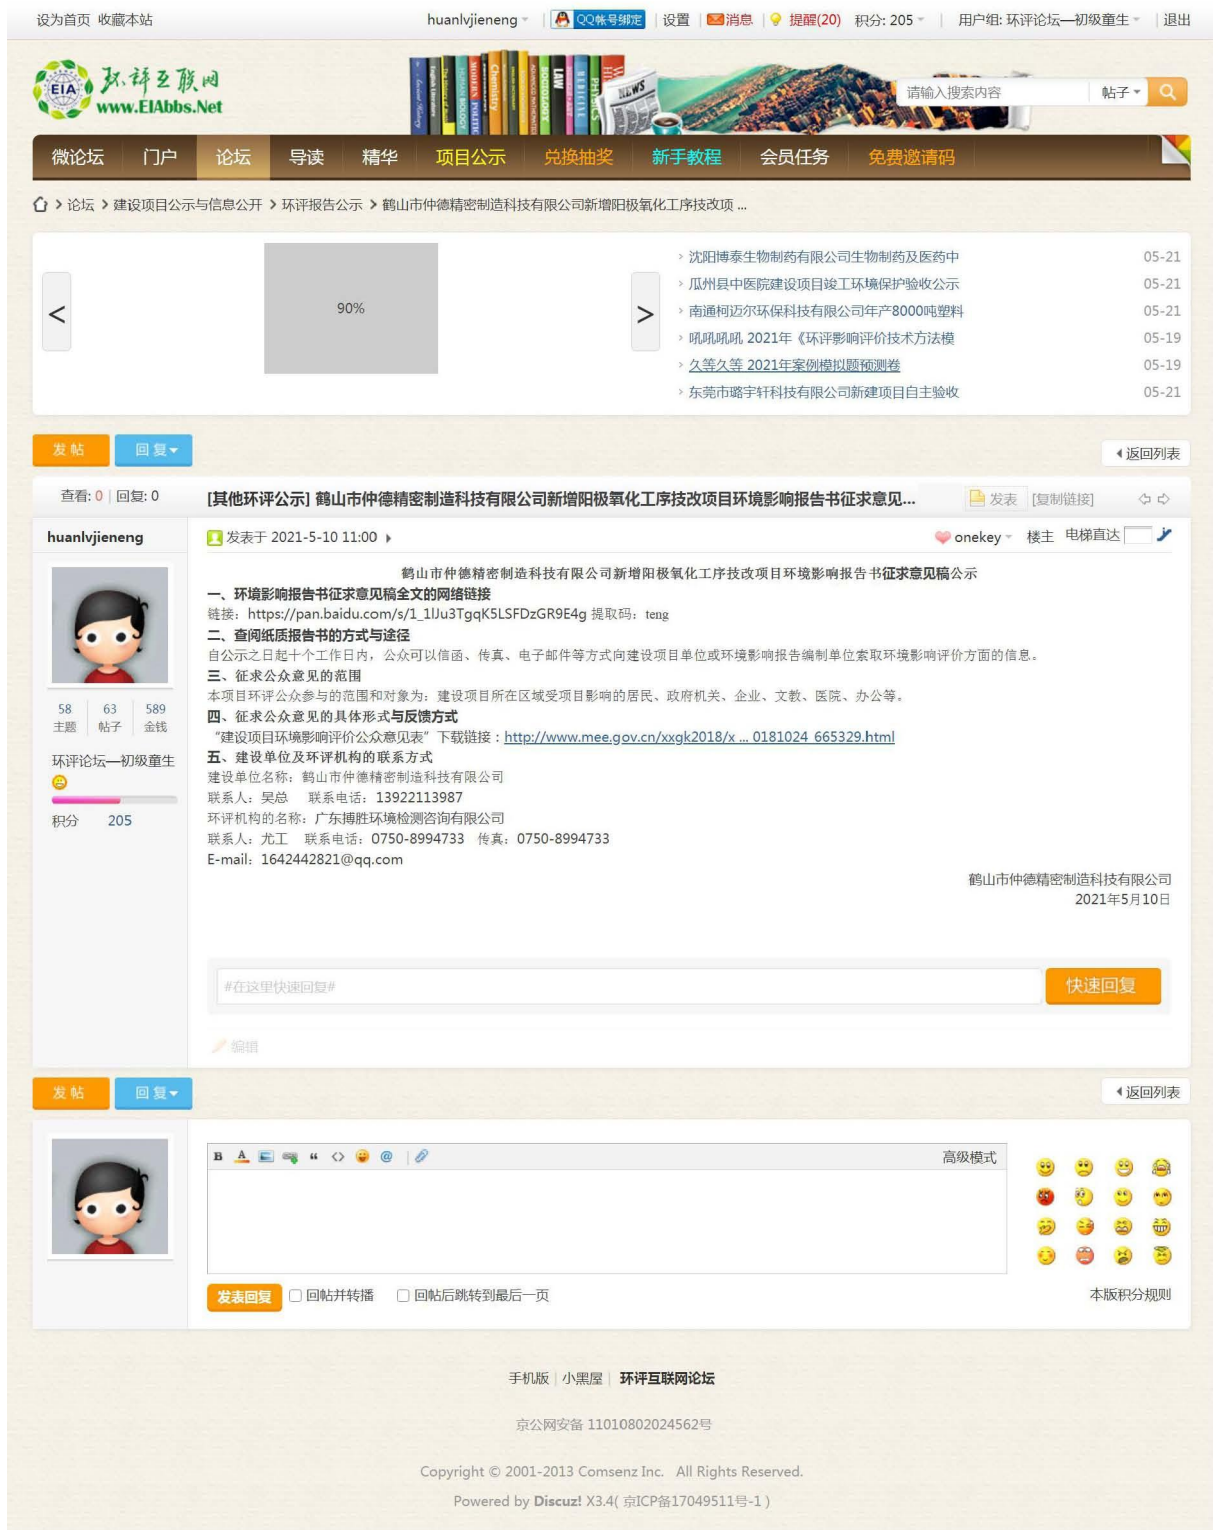 设为首页 收藏本站
huanlvjieneng QQ帐号绑定 设置 消息 提醒(20) 积分: 205 用户组: 环评论坛—初级童生 退出
EIA 环评互联网
www.EIAbbs.Net
LAW
NEWS
请输入搜索内容 帖子
微论坛 门户 论坛 导读 精华 项目公示 兑换抽奖 新手教程 会员任务 免费邀请码
论坛 › 建设项目公示与信息公开 › 环评报告公示 › 鹤山市仲德精密制造科技有限公司新增阳极氧化工序技改项 ...
沈阳博泰生物制药有限公司生物制药及医药中 05-21
瓜州县中医院建设项目竣工环境保护验收公示 05-21
< 90% > 南通柯迈尔环保科技有限公司年产8000吨塑料 05-21
吼吼吼吼 2021年《环评影响评价技术方法模 05-19
久等久等 2021年案例模拟题预测卷 05-19
东莞市璐宇轩科技有限公司新建项目自主验收 05-21
发帖 回复 返回列表
查看: 0 回复: 0 [其他环评公示] 鹤山市仲德精密制造科技有限公司新增阳极氧化工序技改项目环境影响报告书征求意见... 发表 [复制链接]
huanlvjieneng 发表于 2021-5-10 11:00 onekey 楼主 电梯直达
鹤山市仲德精密制造科技有限公司新增阳极氧化工序技改项目环境影响报告书征求意见稿公示
一、环境影响报告书征求意见稿全文的网络链接
链接：https://pan.baidu.com/s/1_1lJu3TgqK5LSFDzGR9E4g 提取码：teng
二、查阅纸质报告书的方式与途径
自公示之日起十个工作日内，公众可以信函、传真、电子邮件等方式向建设项目单位或环境影响报告编制单位索取环境影响评价方面的信息。
三、征求公众意见的范围
本项目环评公众参与的范围和对象为：建设项目所在区域受项目影响的居民、政府机关、企业、文教、医院、办公等。
58 63 589
主题 帖子 金钱
四、征求公众意见的具体形式与反馈方式
“建设项目环境影响评价公众意见表”下载链接：http://www.mee.gov.cn/xxgk2018/x ... 0181024_665329.html
环评论坛—初级童生
五、建设单位及环评机构的联系方式
建设单位名称：鹤山市仲德精密制造科技有限公司
联系人：吴总 联系电话：13922113987
积分 205
环评机构的名称：广东搏胜环境检测咨询有限公司
联系人：尤工 联系电话：0750-8994733 传真：0750-8994733
E-mail：1642442821@qq.com
鹤山市仲德精密制造科技有限公司
2021年5月10日
#在这里快速回复# 快速回复
编辑
发帖 回复 返回列表
B A “ <> @ 高级模式
发表回复 回帖并转播 回帖后跳转到最后一页 本版积分规则
手机版 | 小黑屋 | 环评互联网论坛
京公网安备 11010802024562号
Copyright © 2001-2013 Comsenz Inc. All Rights Reserved.
Powered by Discuz! X3.4( 京ICP备17049511号-1 )